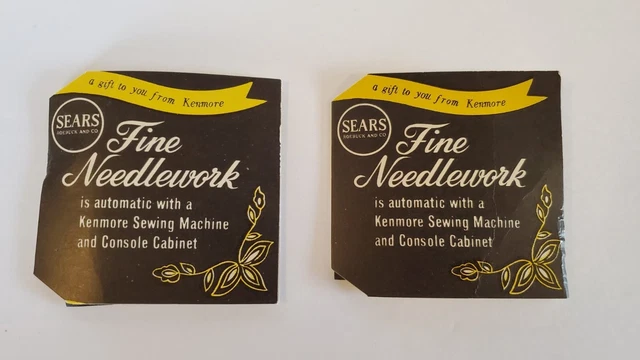 a gift to you from Kenmore
SEARS
ROEBUCK AND CO
Fine
Needlework
is automatic with a
Kenmore Sewing Machine
and Console Cabinet
a gift to you from Kenmore
SEARS
ROEBUCK AND CO
Fine
Needlework
is automatic with a
Kenmore Sewing Machine
and Console Cabinet